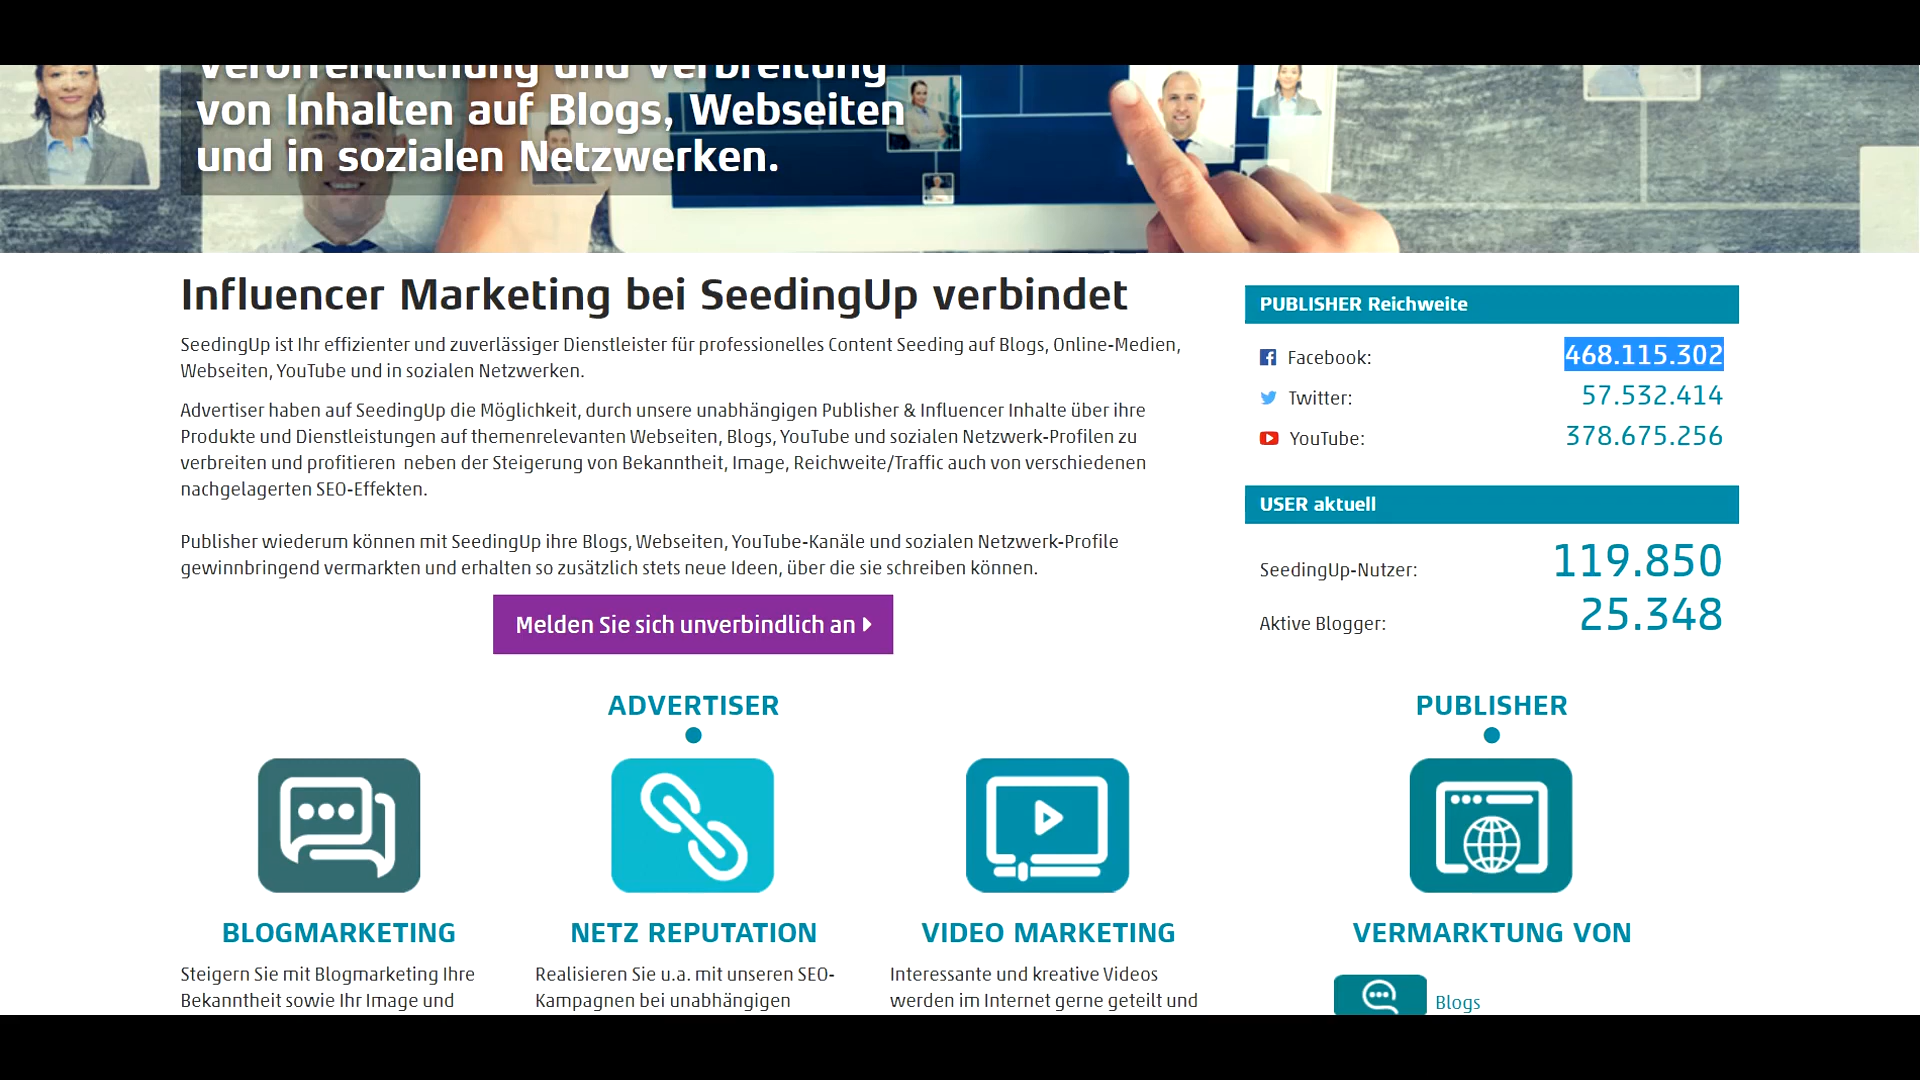 Veröffentlichung und Verbreitung
von Inhalten auf Blogs, Webseiten
und in sozialen Netzwerken.
Influencer Marketing bei SeedingUp verbindet
SeedingUp ist Ihr effizienter und zuverlässiger Dienstleister für professionelles Content Seeding auf Blogs, Online-Medien,
Webseiten, YouTube und in sozialen Netzwerken.
Advertiser haben auf SeedingUp die Möglichkeit, durch unsere unabhängigen Publisher & Influencer Inhalte über ihre
Produkte und Dienstleistungen auf themenrelevanten Webseiten, Blogs, YouTube und sozialen Netzwerk-Profilen zu
verbreiten und profitieren neben der Steigerung von Bekanntheit, Image, Reichweite/Traffic auch von verschiedenen
nachgelagerten SEO-Effekten.
Publisher wiederum können mit SeedingUp ihre Blogs, Webseiten, YouTube-Kanäle und sozialen Netzwerk-Profile
gewinnbringend vermarkten und erhalten so zusätzlich stets neue Ideen, über die sie schreiben können.
Melden Sie sich unverbindlich an
PUBLISHER Reichweite
Facebook: 468.115.302
Twitter: 57.532.414
YouTube: 378.675.256
USER aktuell
SeedingUp-Nutzer: 119.850
Aktive Blogger: 25.348
ADVERTISER
BLOGMARKETING
Steigern Sie mit Blogmarketing Ihre
Bekanntheit sowie Ihr Image und
NETZ REPUTATION
Realisieren Sie u.a. mit unseren SEO-
Kampagnen bei unabhängigen
VIDEO MARKETING
Interessante und kreative Videos
werden im Internet gerne geteilt und
PUBLISHER
VERMARKTUNG VON
Blogs